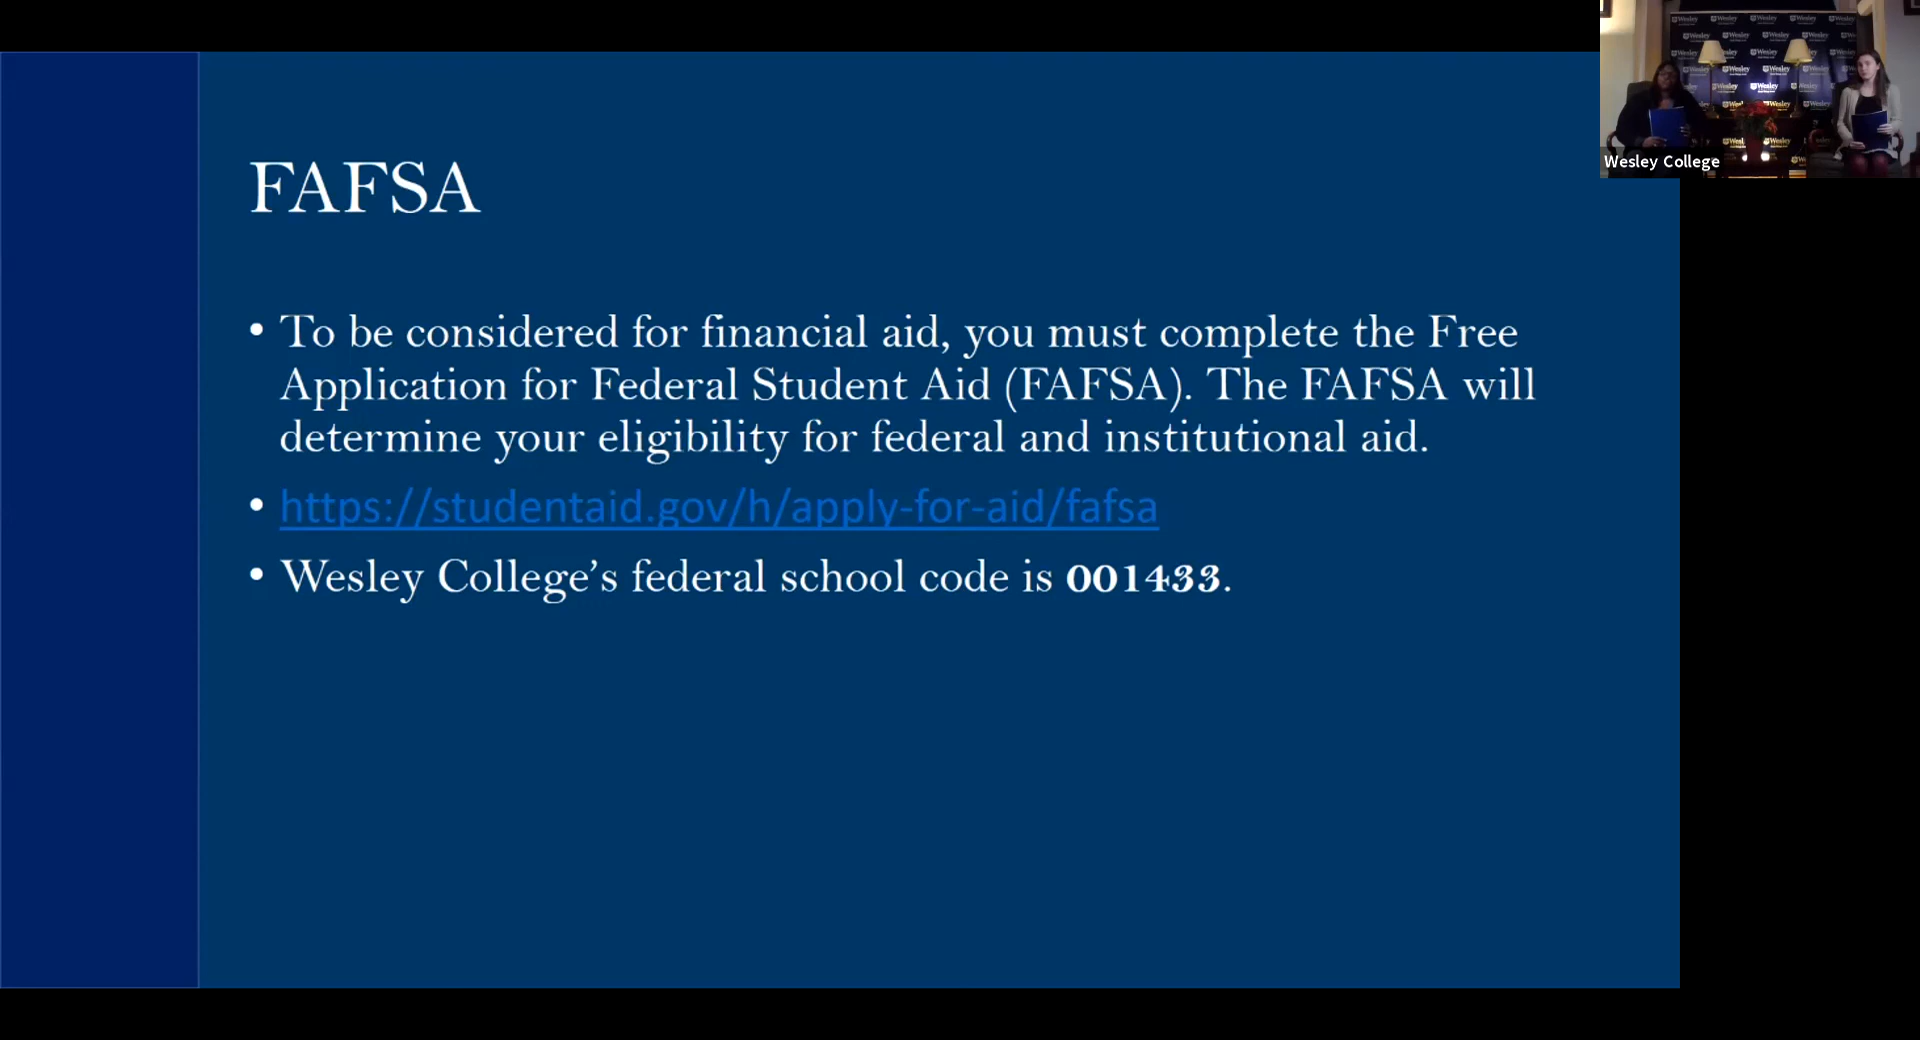 FAFSA
• To be considered for financial aid, you must complete the Free
Application for Federal Student Aid (FAFSA). The FAFSA will
determine your eligibility for federal and institutional aid.
• https://studentaid.gov/h/apply-for-aid/fafsa
• Wesley College’s federal school code is 001433.
Wesley College
Wesley